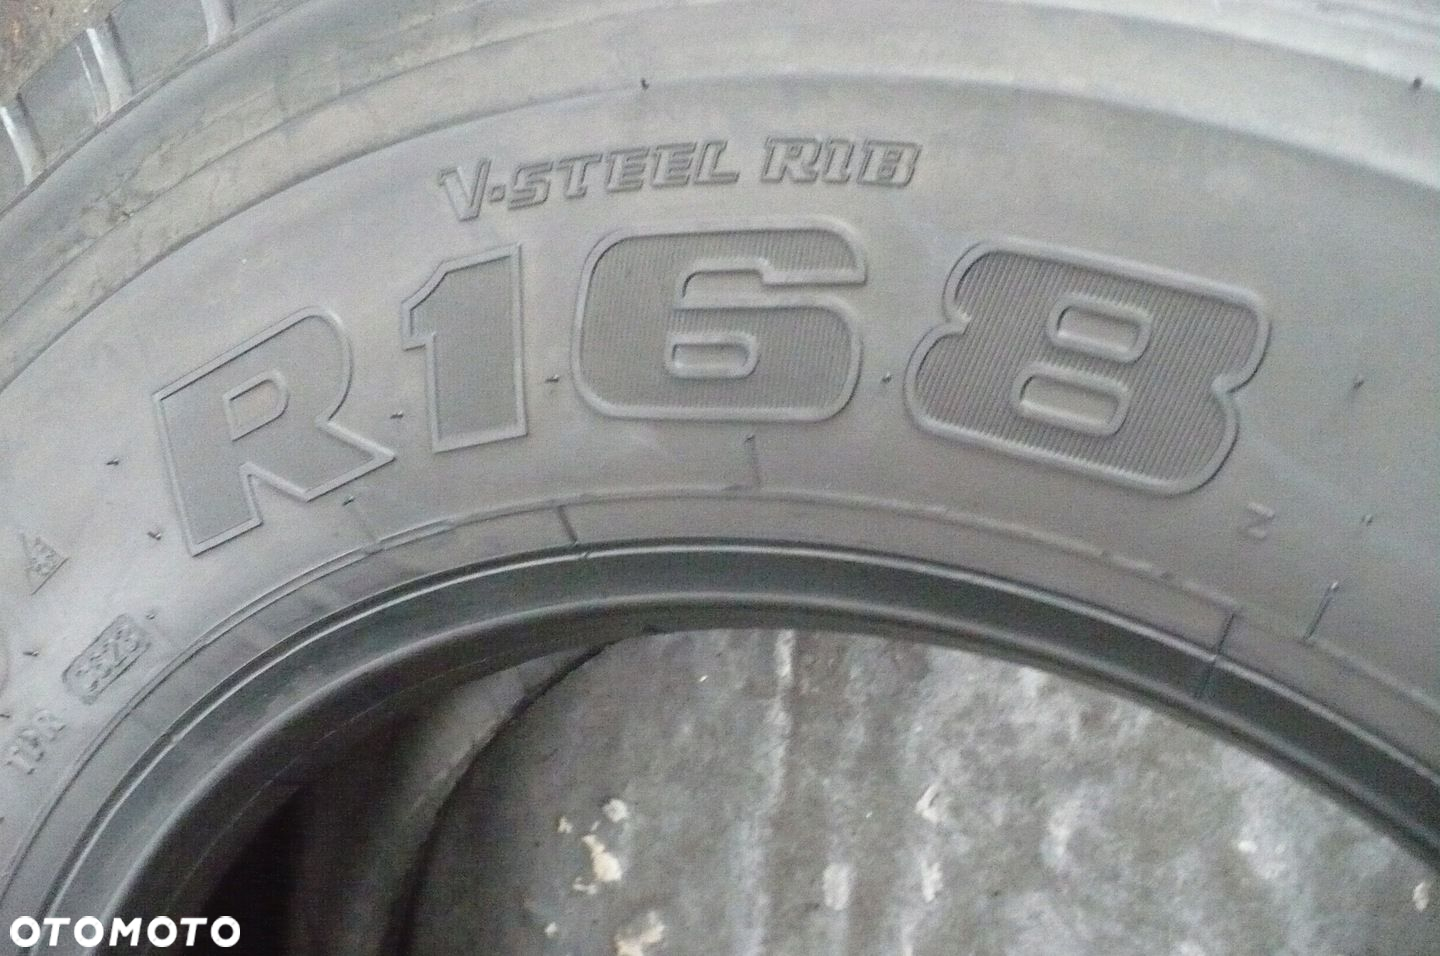 V-STEEL RIB
R168
Z
OTOMOTO